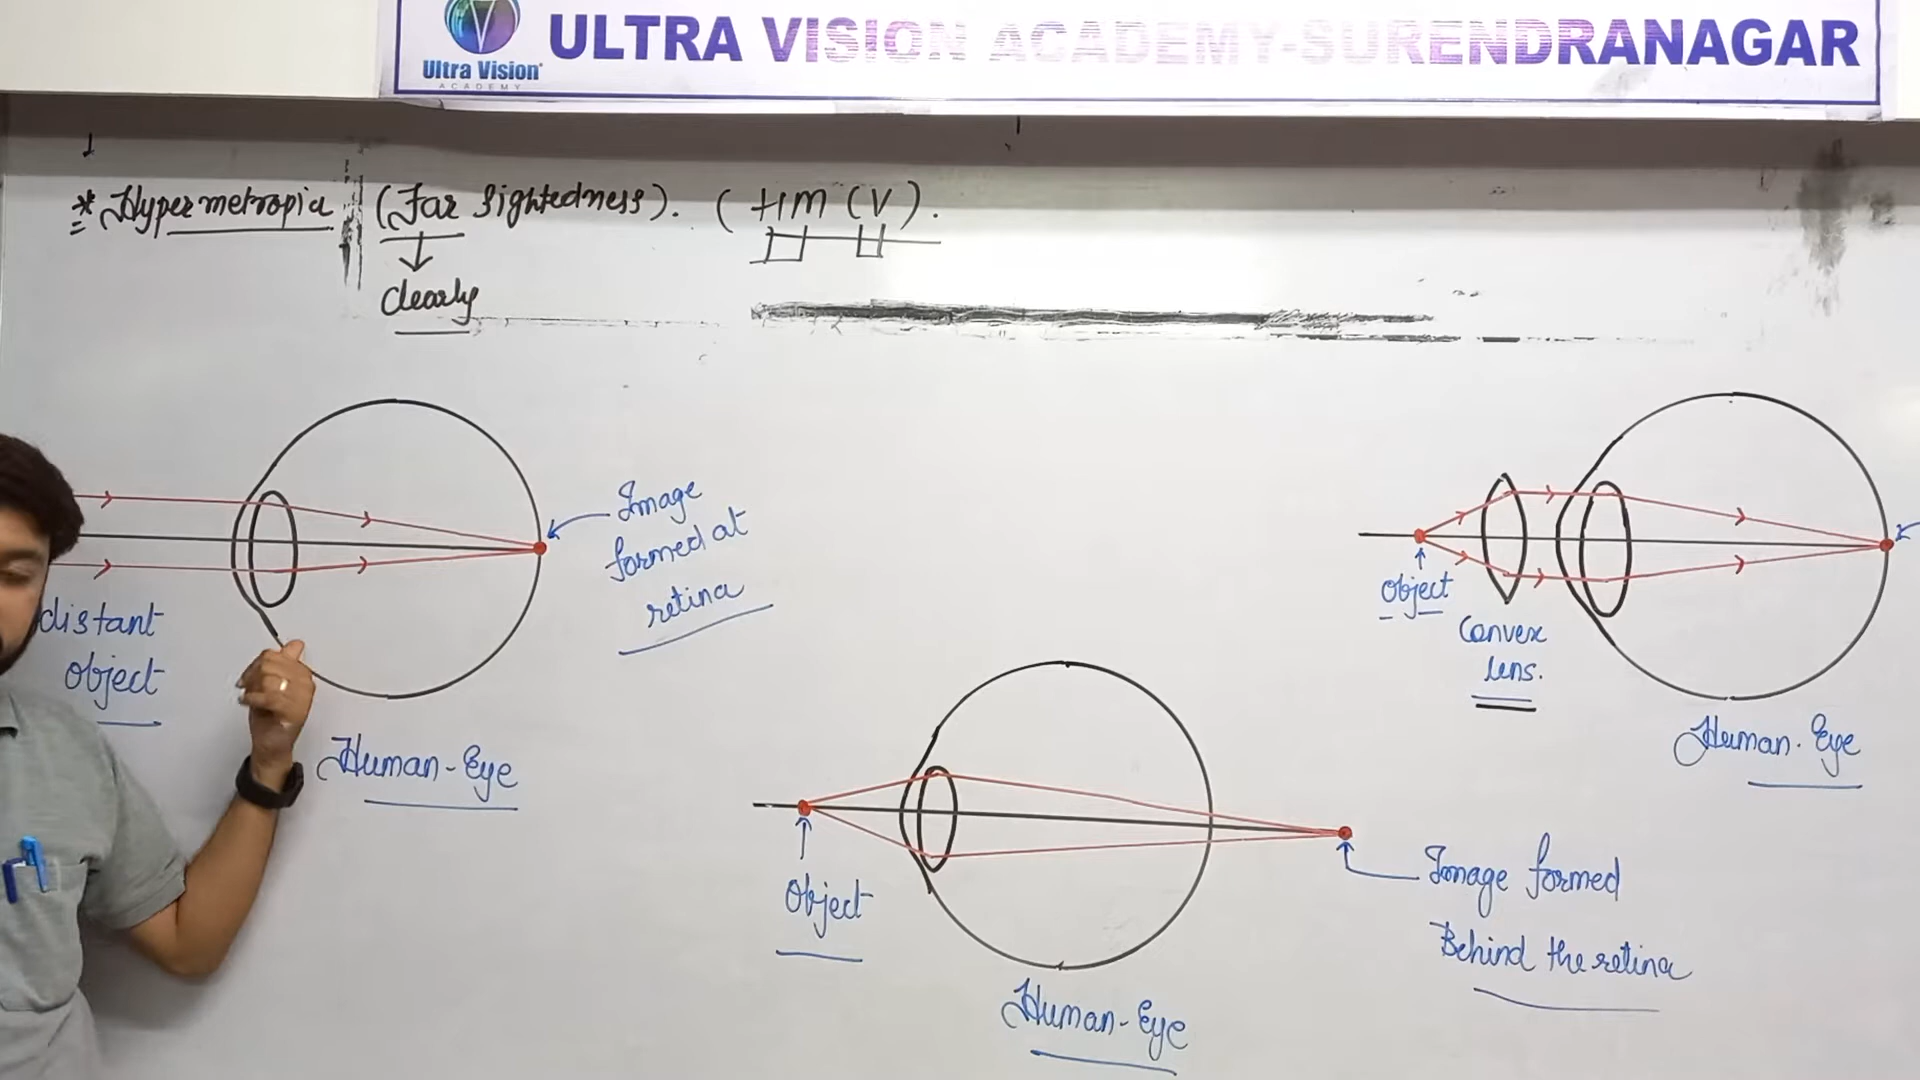 Ultra Vision
ACADEMY
ULTRA VISION ACADEMY-SURENDRANAGAR
* Hypermetropia (Far sightedness). (HM (V).
clearly
Image
formed at
retina
distant
object
Human-Eye
Object
Convex
lens.
Human. Eye
Object
Image formed
Behind the retina
Human-Eye